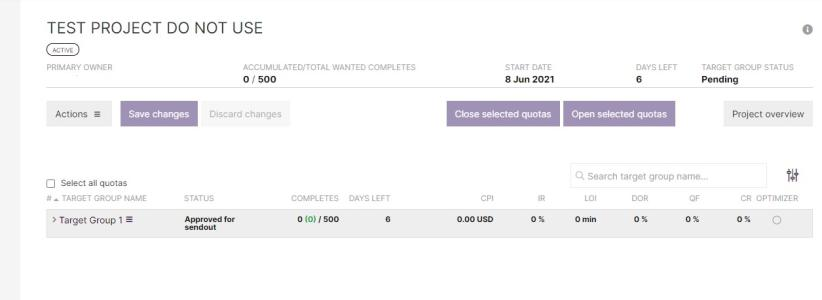 TEST PROJECT DO NOT USE
ACTIVE
PRIMARY OWNER ACCUMULATED/TOTAL WANTED COMPLETES START DATE DAYS LEFT TARGET GROUP STATUS
0 / 500 8 Jun 2021 6 Pending
Actions Save changes Discard changes Close selected quotas Open selected quotas Project overview
Search target group name...
Select all quotas
# TARGET GROUP NAME STATUS COMPLETES DAYS LEFT CPI IR LOI DOR QF CR OPTIMIZER
Target Group 1 Approved for 0 (0) / 500 6 0.00 USD 0 % 0 min 0 % 0 % 0 %
sendout